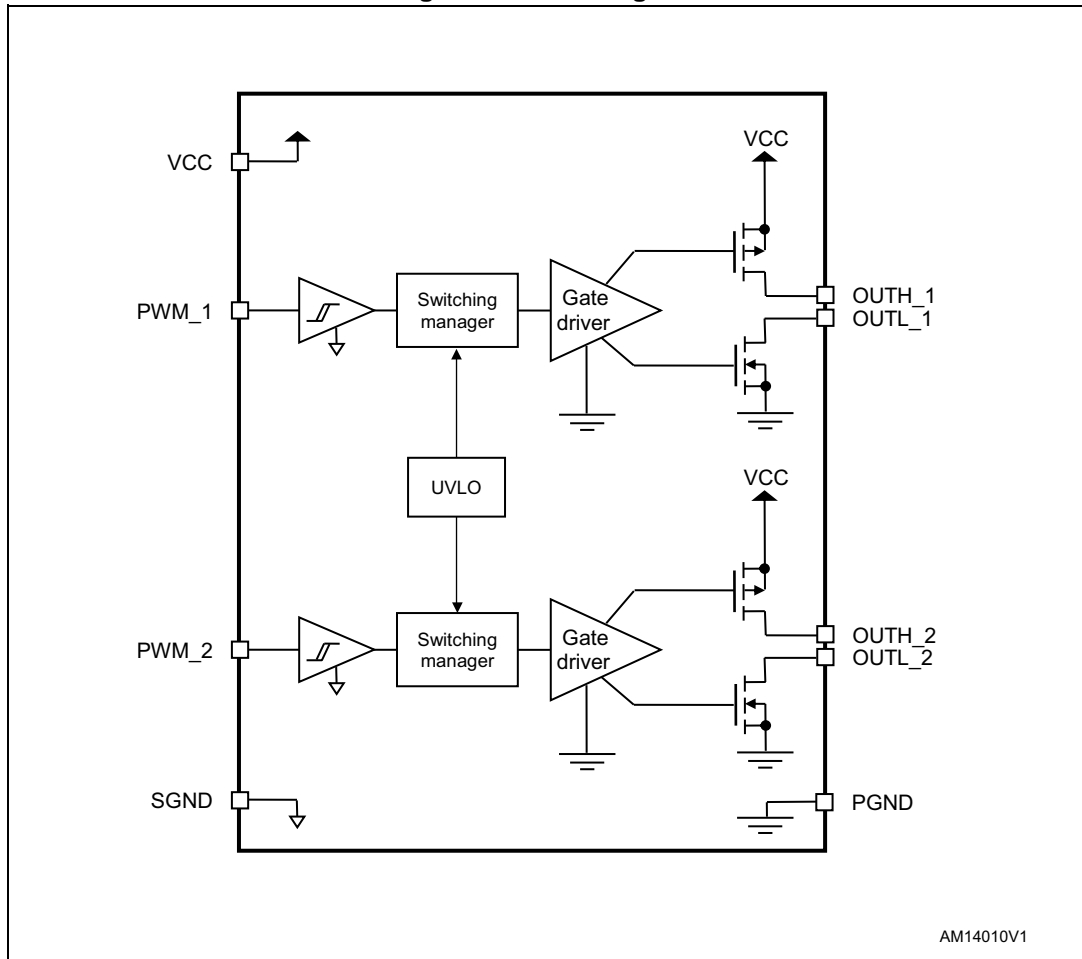 VCC
VCC
PWM_1
Switching
manager
Gate
driver
OUTH_1
OUTL_1
UVLO
VCC
PWM_2
Switching
manager
Gate
driver
OUTH_2
OUTL_2
SGND
PGND
AM14010V1